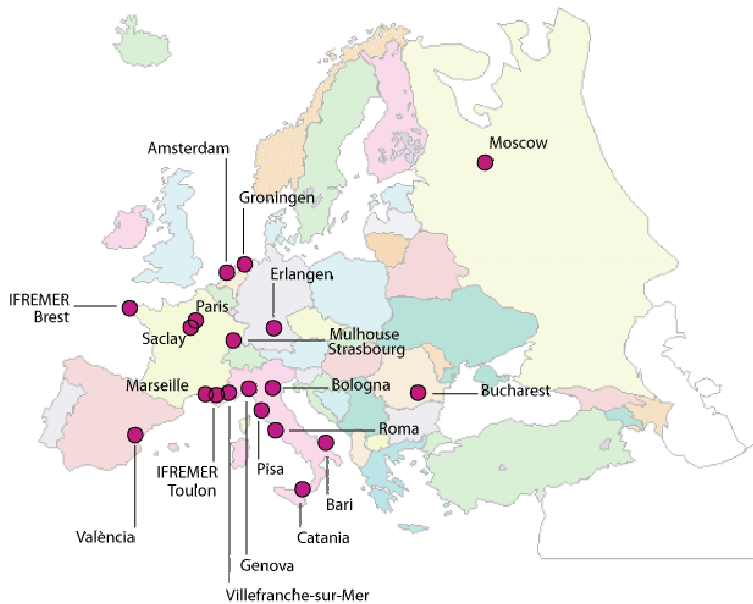 Moscow
Amsterdam
Groningen
Erlangen
IFREMER
Brest
Paris
Saclay
Mulhouse
Strasbourg
Marseille
Bologna
Bucharest
Roma
IFREMER
Toulon
Pisa
Bari
València
Catania
Genova
Villefranche-sur-Mer